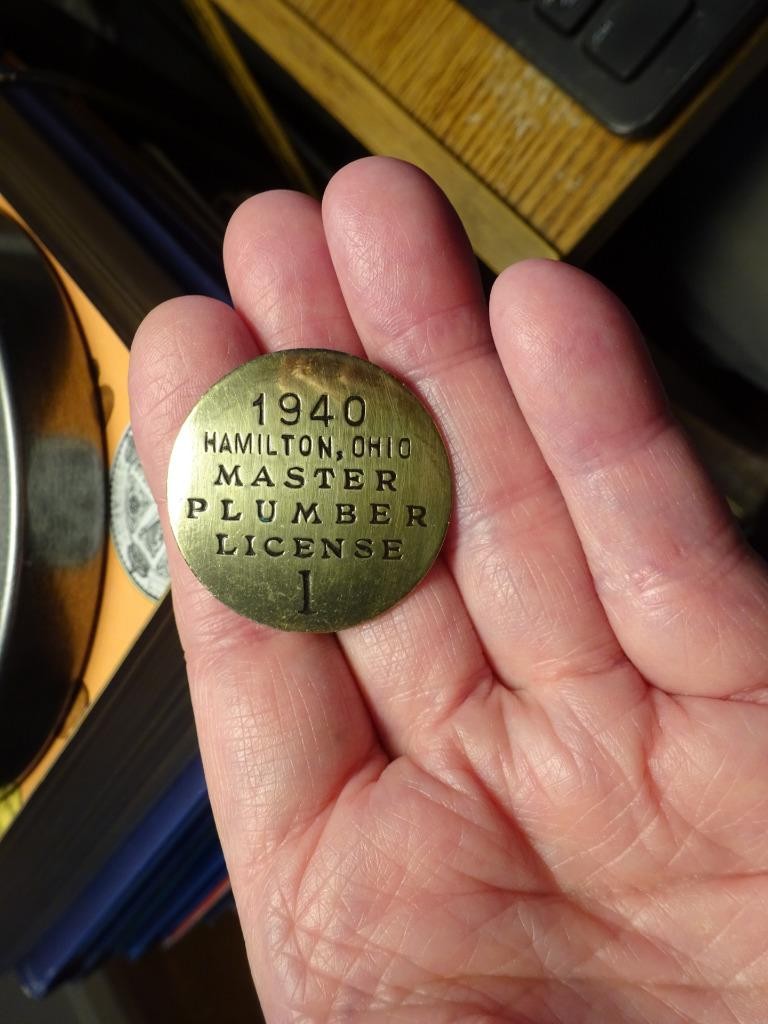 1940
HAMILTON, OHIO
MASTER
PLUMBER
LICENSE
1